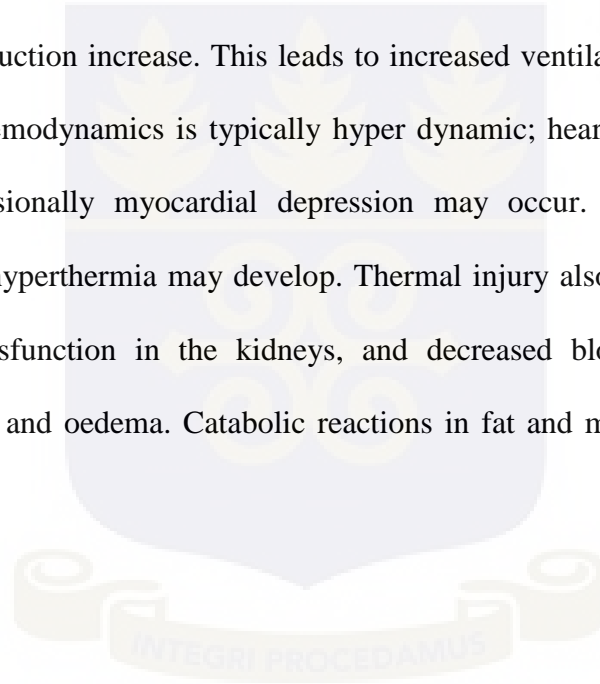 uction increase. This leads to increased ventila
modynamics is typically hyper dynamic; hear
sionally myocardial depression may occur.
hyperthermia may develop. Thermal injury also
sfunction in the kidneys, and decreased blo
and oedema. Catabolic reactions in fat and m
INTEGRI PROCEDAMUS